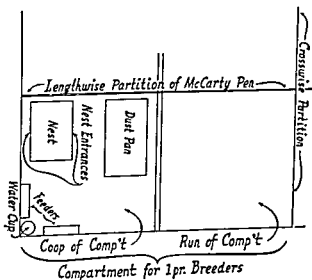 Crosswise Partition
Lengthwise Partition of McCarty Pen
Nest
Nest Entrances
Dust Pan
Water Cup
Feeders
Coop of Comp't
Run of Comp't
Compartment for 1pr. Breeders